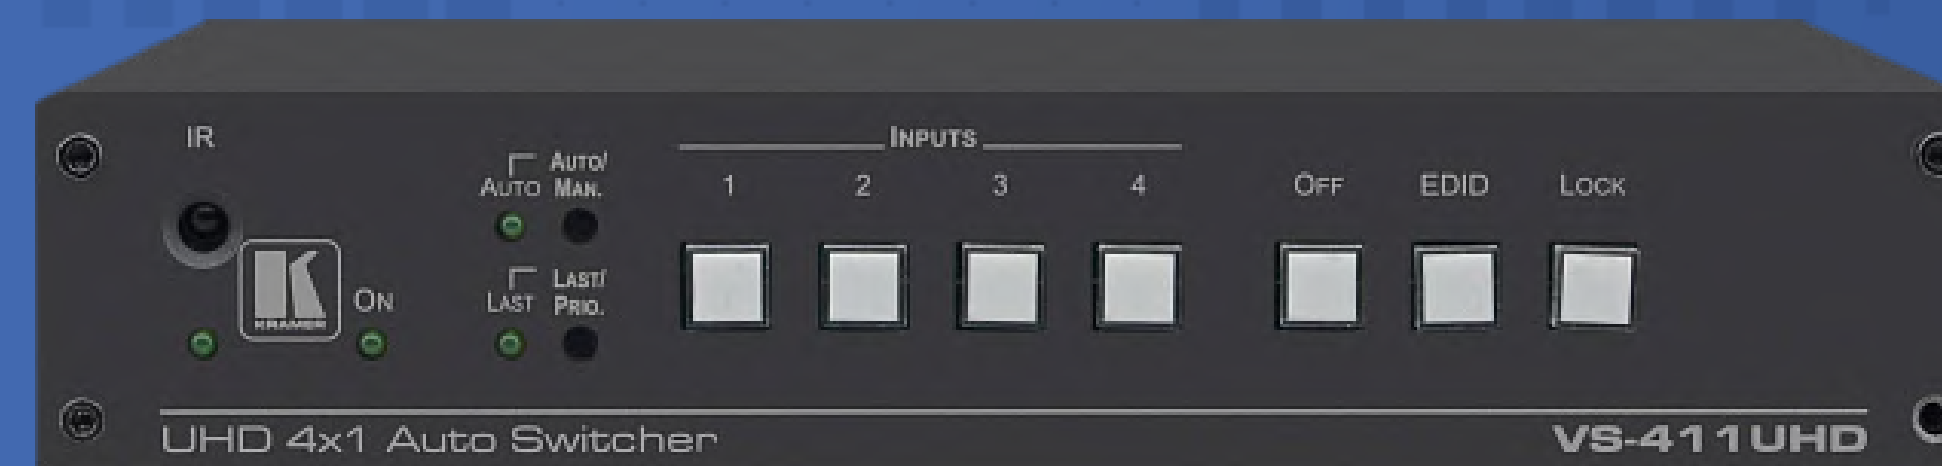 IR
INPUTS
AUTO/
AUTO MAN.
1 2 3 4 OFF EDID LOCK
LAST/
LAST PRIO.
ON
KRAMER
UHD 4x1 Auto Switcher VS-411UHD